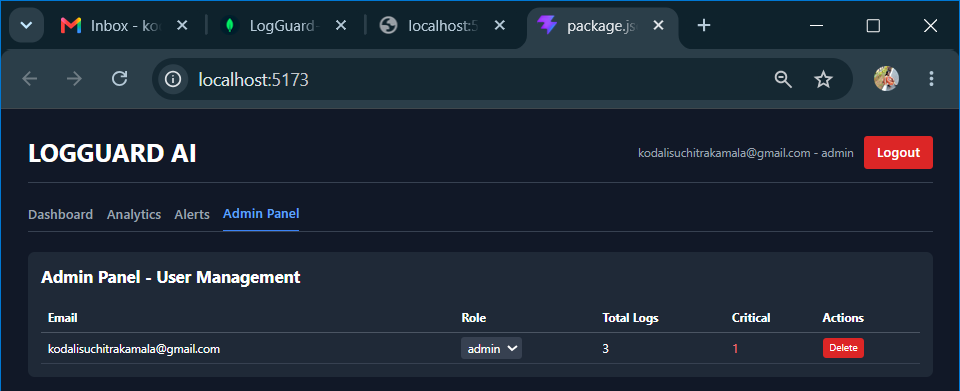 Inbox - ko
LogGuard-
localhost:5
package.js
localhost:5173
LOGGUARD AI
kodalisuchitrakamala@gmail.com - admin
Logout
Dashboard Analytics Alerts Admin Panel
Admin Panel - User Management
Email Role Total Logs Critical Actions
kodalisuchitrakamala@gmail.com admin 3 1 Delete